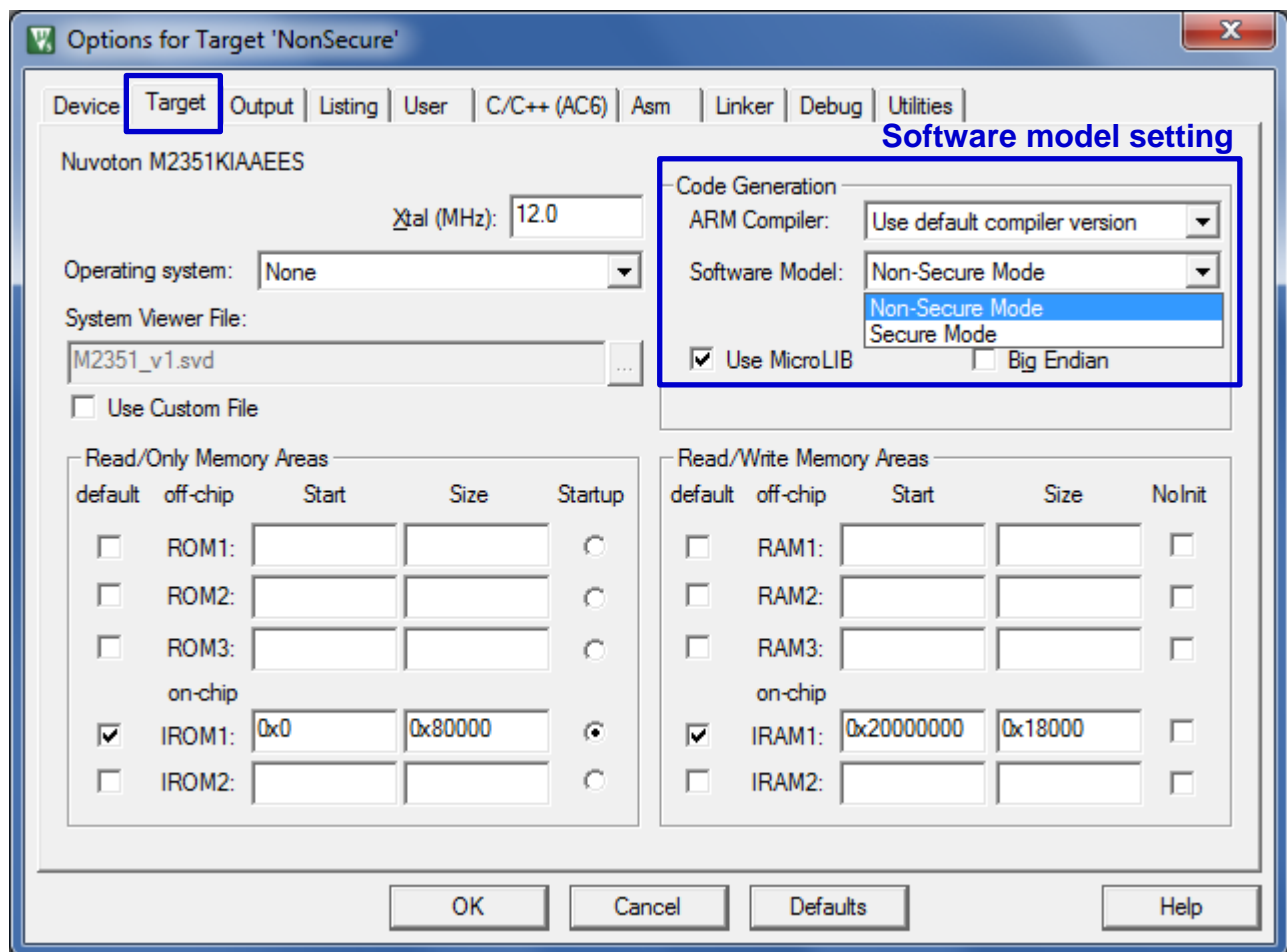 Options for Target 'NonSecure'
Device Target Output Listing User C/C++ (AC6) Asm Linker Debug Utilities
Software model setting
Nuvoton M2351KIAAEES
Xtal (MHz): 12.0
Operating system: None
System Viewer File:
M2351_v1.svd ...
Use Custom File
Code Generation
ARM Compiler: Use default compiler version
Software Model: Non-Secure Mode
Non-Secure Mode
Secure Mode
Use MicroLIB Big Endian
Read/Only Memory Areas
default off-chip Start Size Startup
ROM1:
ROM2:
ROM3:
on-chip
IROM1: 0x0 0x80000
IROM2:
Read/Write Memory Areas
default off-chip Start Size NoInit
RAM1:
RAM2:
RAM3:
on-chip
IRAM1: 0x20000000 0x18000
IRAM2:
OK Cancel Defaults Help